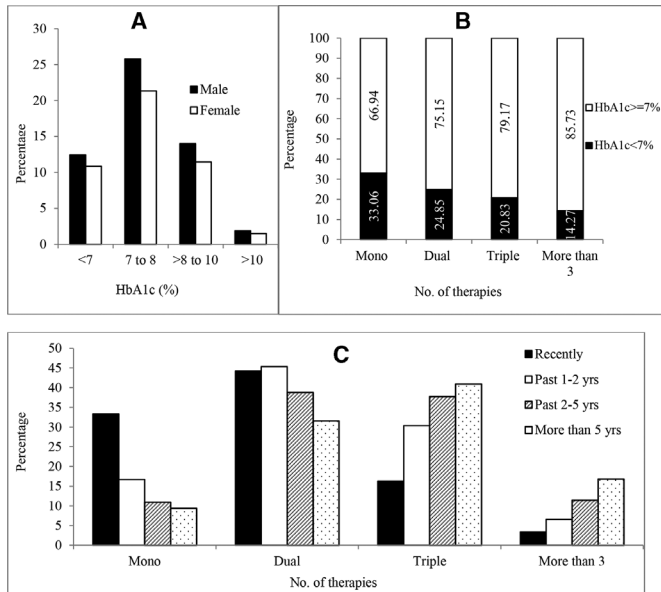 A
30
25
20
15
10
5
0
Percentage
Male
Female
<7
7 to 8
>8 to 10
>10
HbA1c (%)
B
100
90
80
70
60
50
40
30
20
10
0
Percentage
66.94
75.15
79.17
85.73
33.06
24.85
20.83
14.27
HbA1c>=7%
HbA1c<7%
Mono
Dual
Triple
More than
3
No. of therapies
C
50
45
40
35
30
25
20
15
10
5
0
Percentage
Recently
Past 1-2 yrs
Past 2-5 yrs
More than 5 yrs
Mono
Dual
Triple
More than 3
No. of therapies